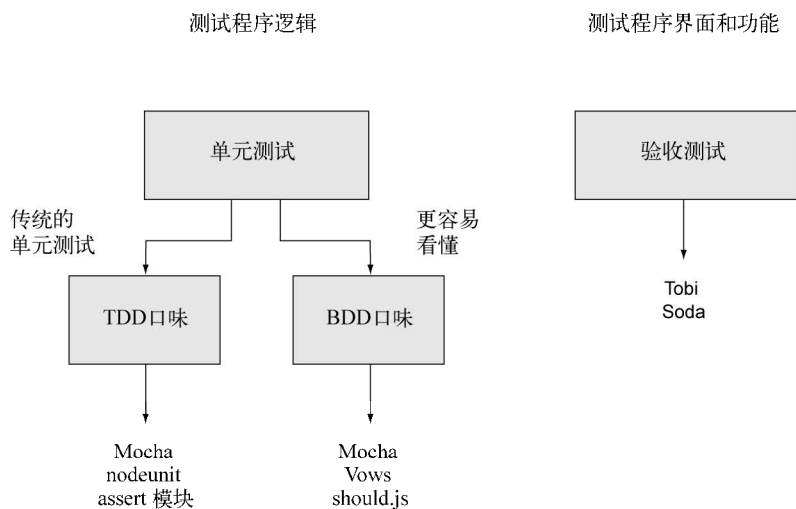 测试程序逻辑
测试程序界面和功能
单元测试
验收测试
传统的
单元测试
更容易
看懂
TDD口味
BDD口味
Tobi
Soda
Mocha
nodeunit
assert 模块
Mocha
Vows
should.js